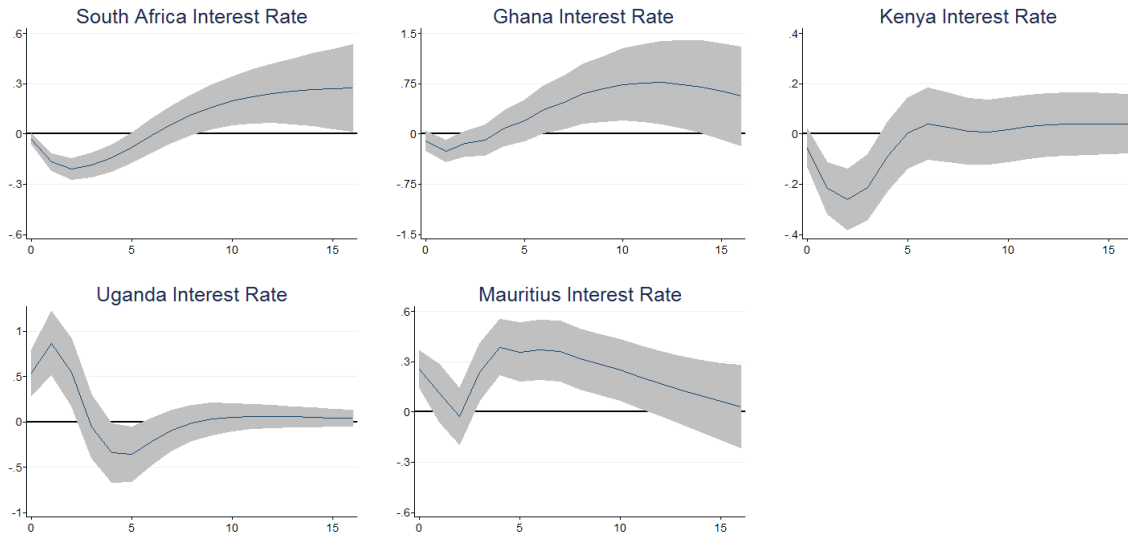 South Africa Interest Rate
.6
.3
0
-.3
-.6
0 5 10 15
Ghana Interest Rate
1.5
.75
0
-.75
-1.5
0 5 10 15
Kenya Interest Rate
.4
.2
0
-.2
-.4
0 5 10 15
Uganda Interest Rate
1
.5
0
-.5
-1
0 5 10 15
Mauritius Interest Rate
.6
.3
0
-.3
-.6
0 5 10 15